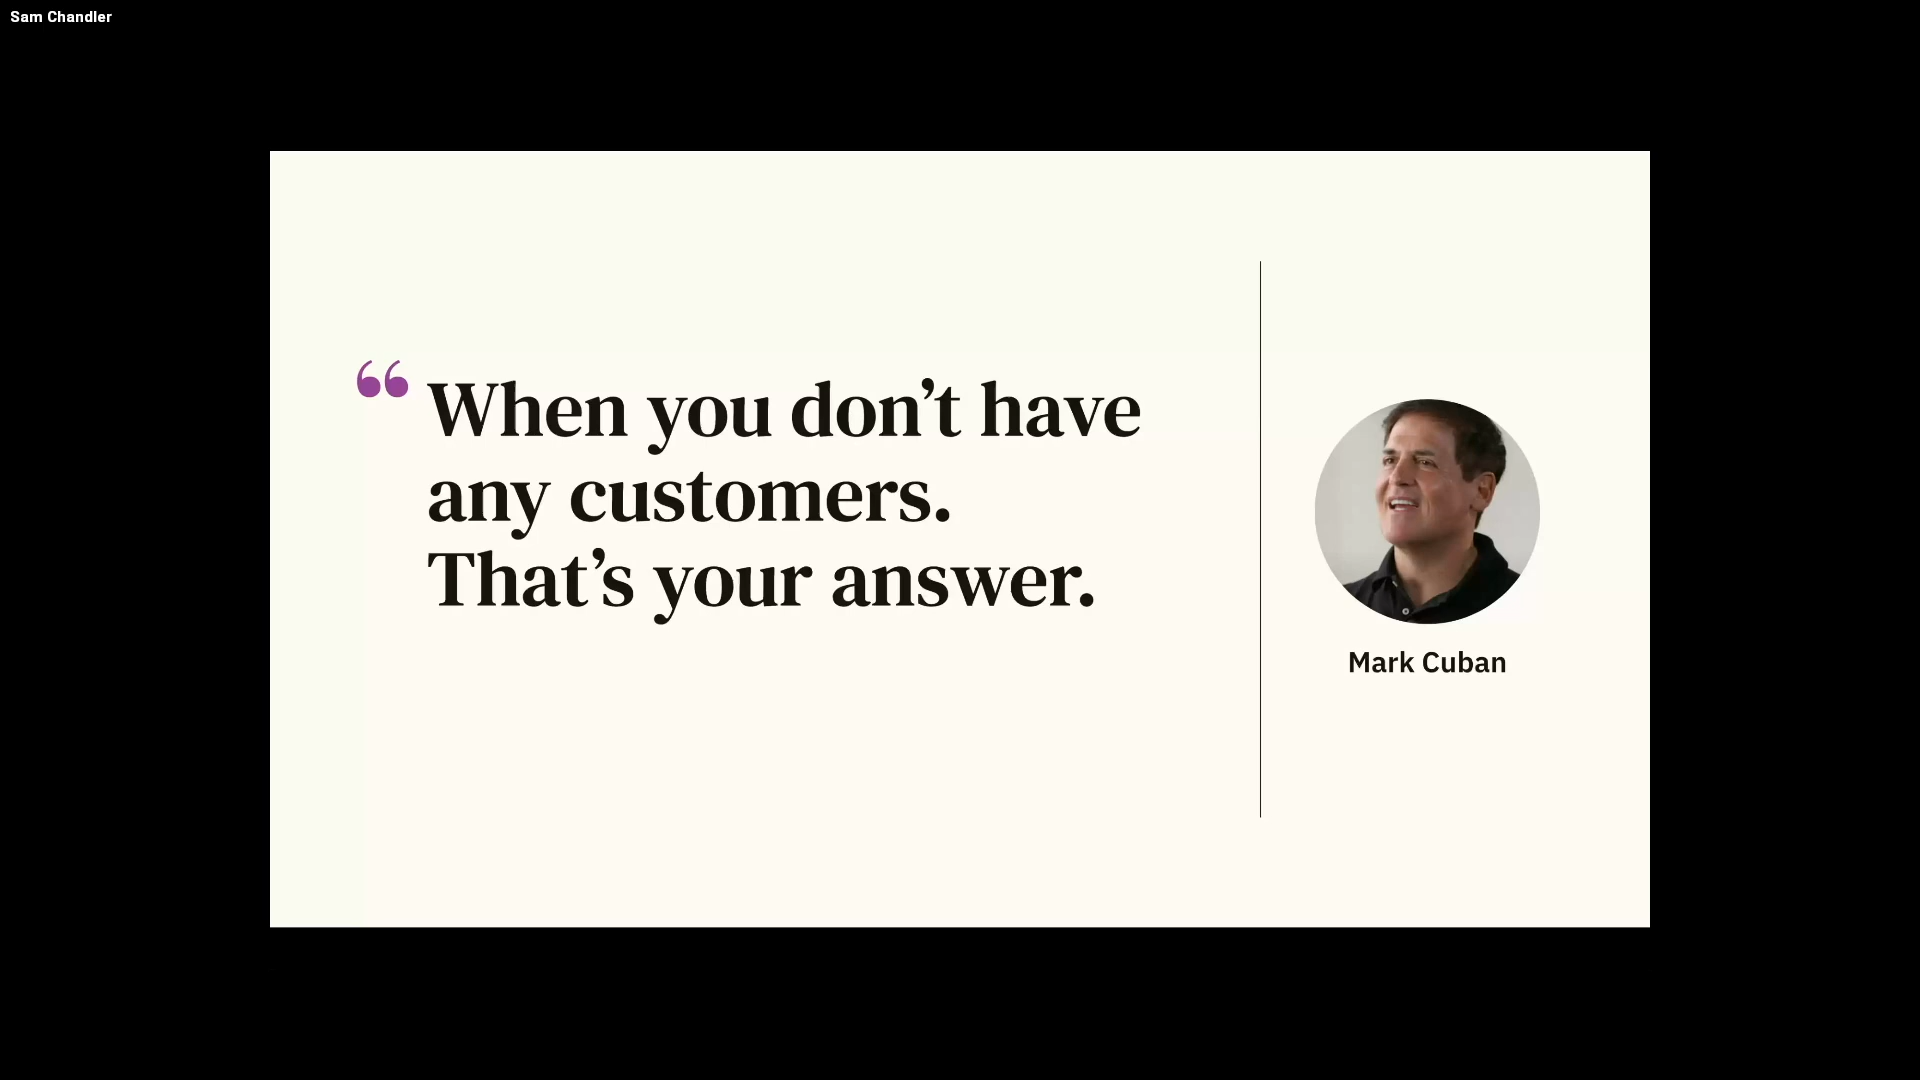 Sam Chandler
“ When you don’t have
any customers.
That’s your answer.
Mark Cuban